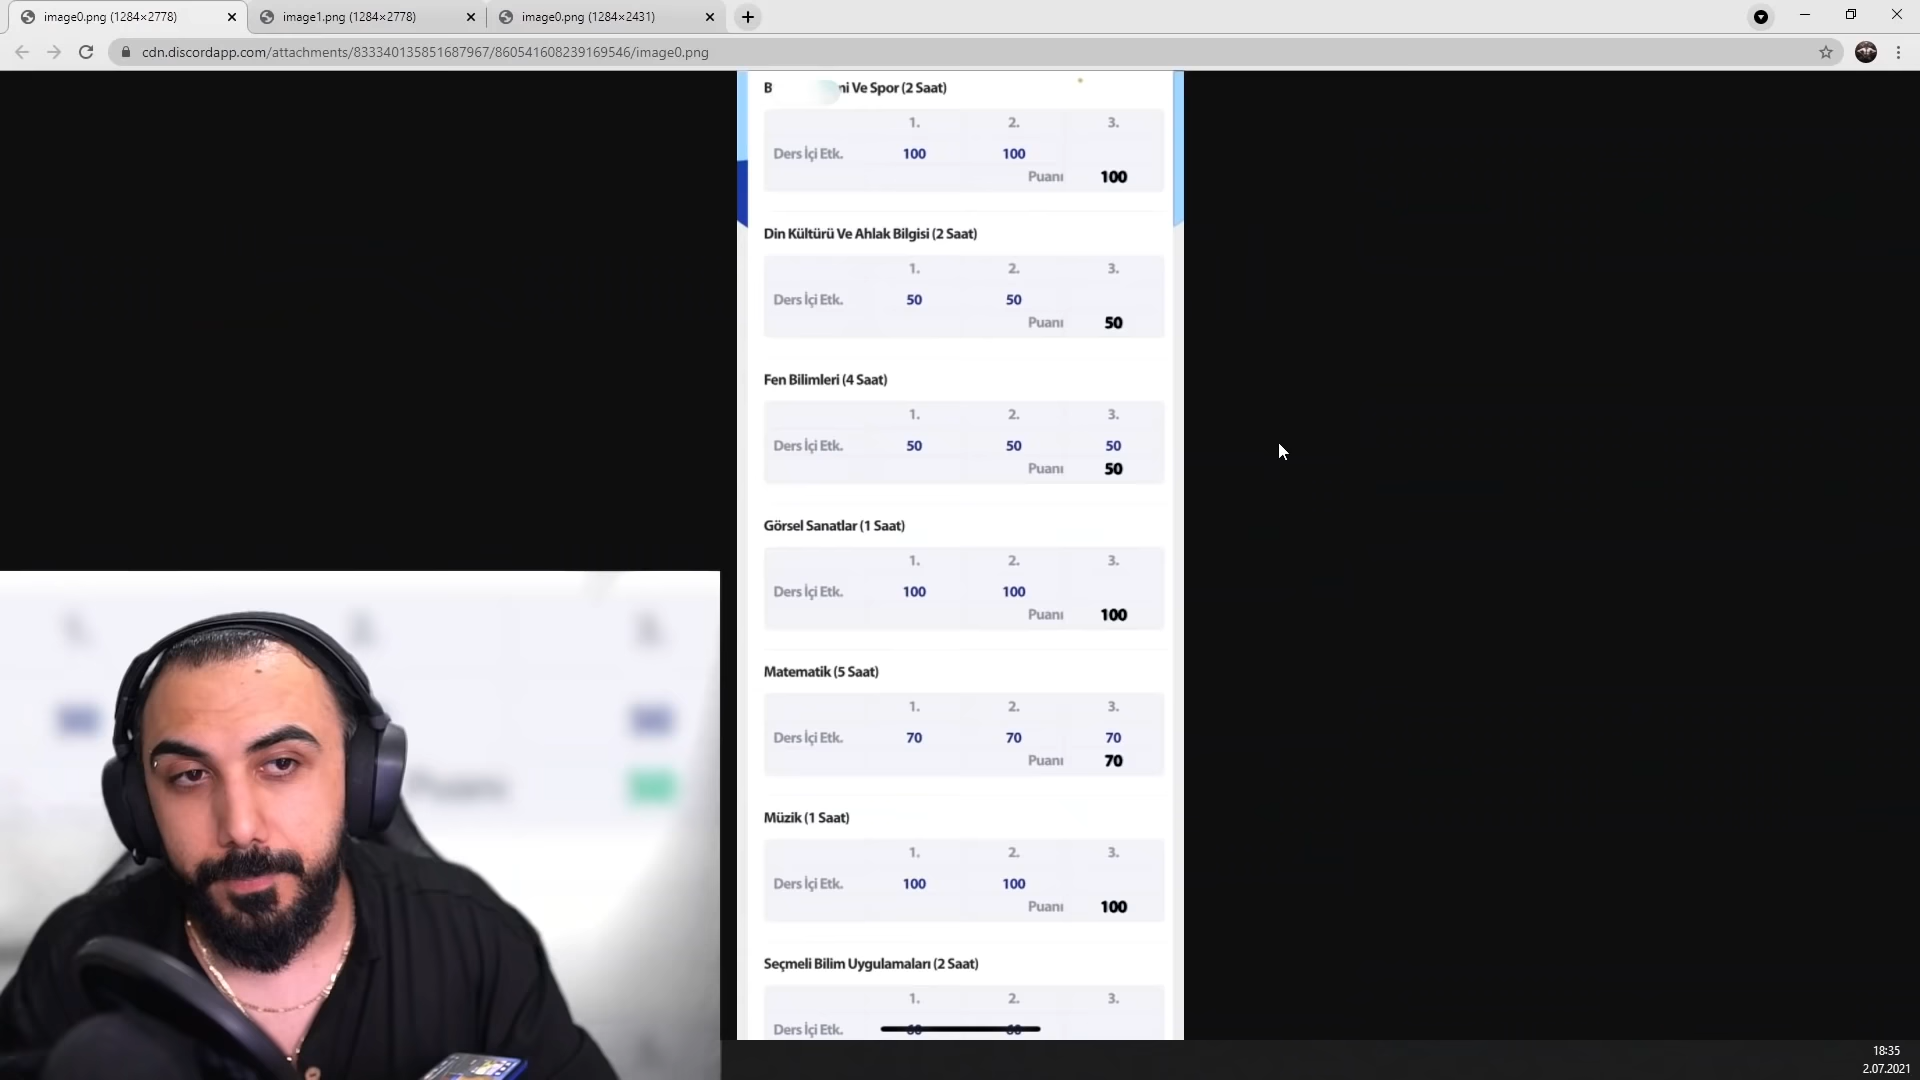 image0.png (1284×2778)
image1.png (1284×2778)
image0.png (1284×2431)
cdn.discordapp.com/attachments/833340135851687967/860541608239169546/image0.png
B ni Ve Spor (2 Saat)
1. 2. 3.
Ders İçi Etk. 100 100
Puanı 100
Din Kültürü Ve Ahlak Bilgisi (2 Saat)
1. 2. 3.
Ders İçi Etk. 50 50
Puanı 50
Fen Bilimleri (4 Saat)
1. 2. 3.
Ders İçi Etk. 50 50 50
Puanı 50
Görsel Sanatlar (1 Saat)
1. 2. 3.
Ders İçi Etk. 100 100
Puanı 100
Matematik (5 Saat)
1. 2. 3.
Ders İçi Etk. 70 70 70
Puanı 70
Müzik (1 Saat)
1. 2. 3.
Ders İçi Etk. 100 100
Puanı 100
Seçmeli Bilim Uygulamaları (2 Saat)
1. 2. 3.
Ders İçi Etk.
18:35
2.07.2021